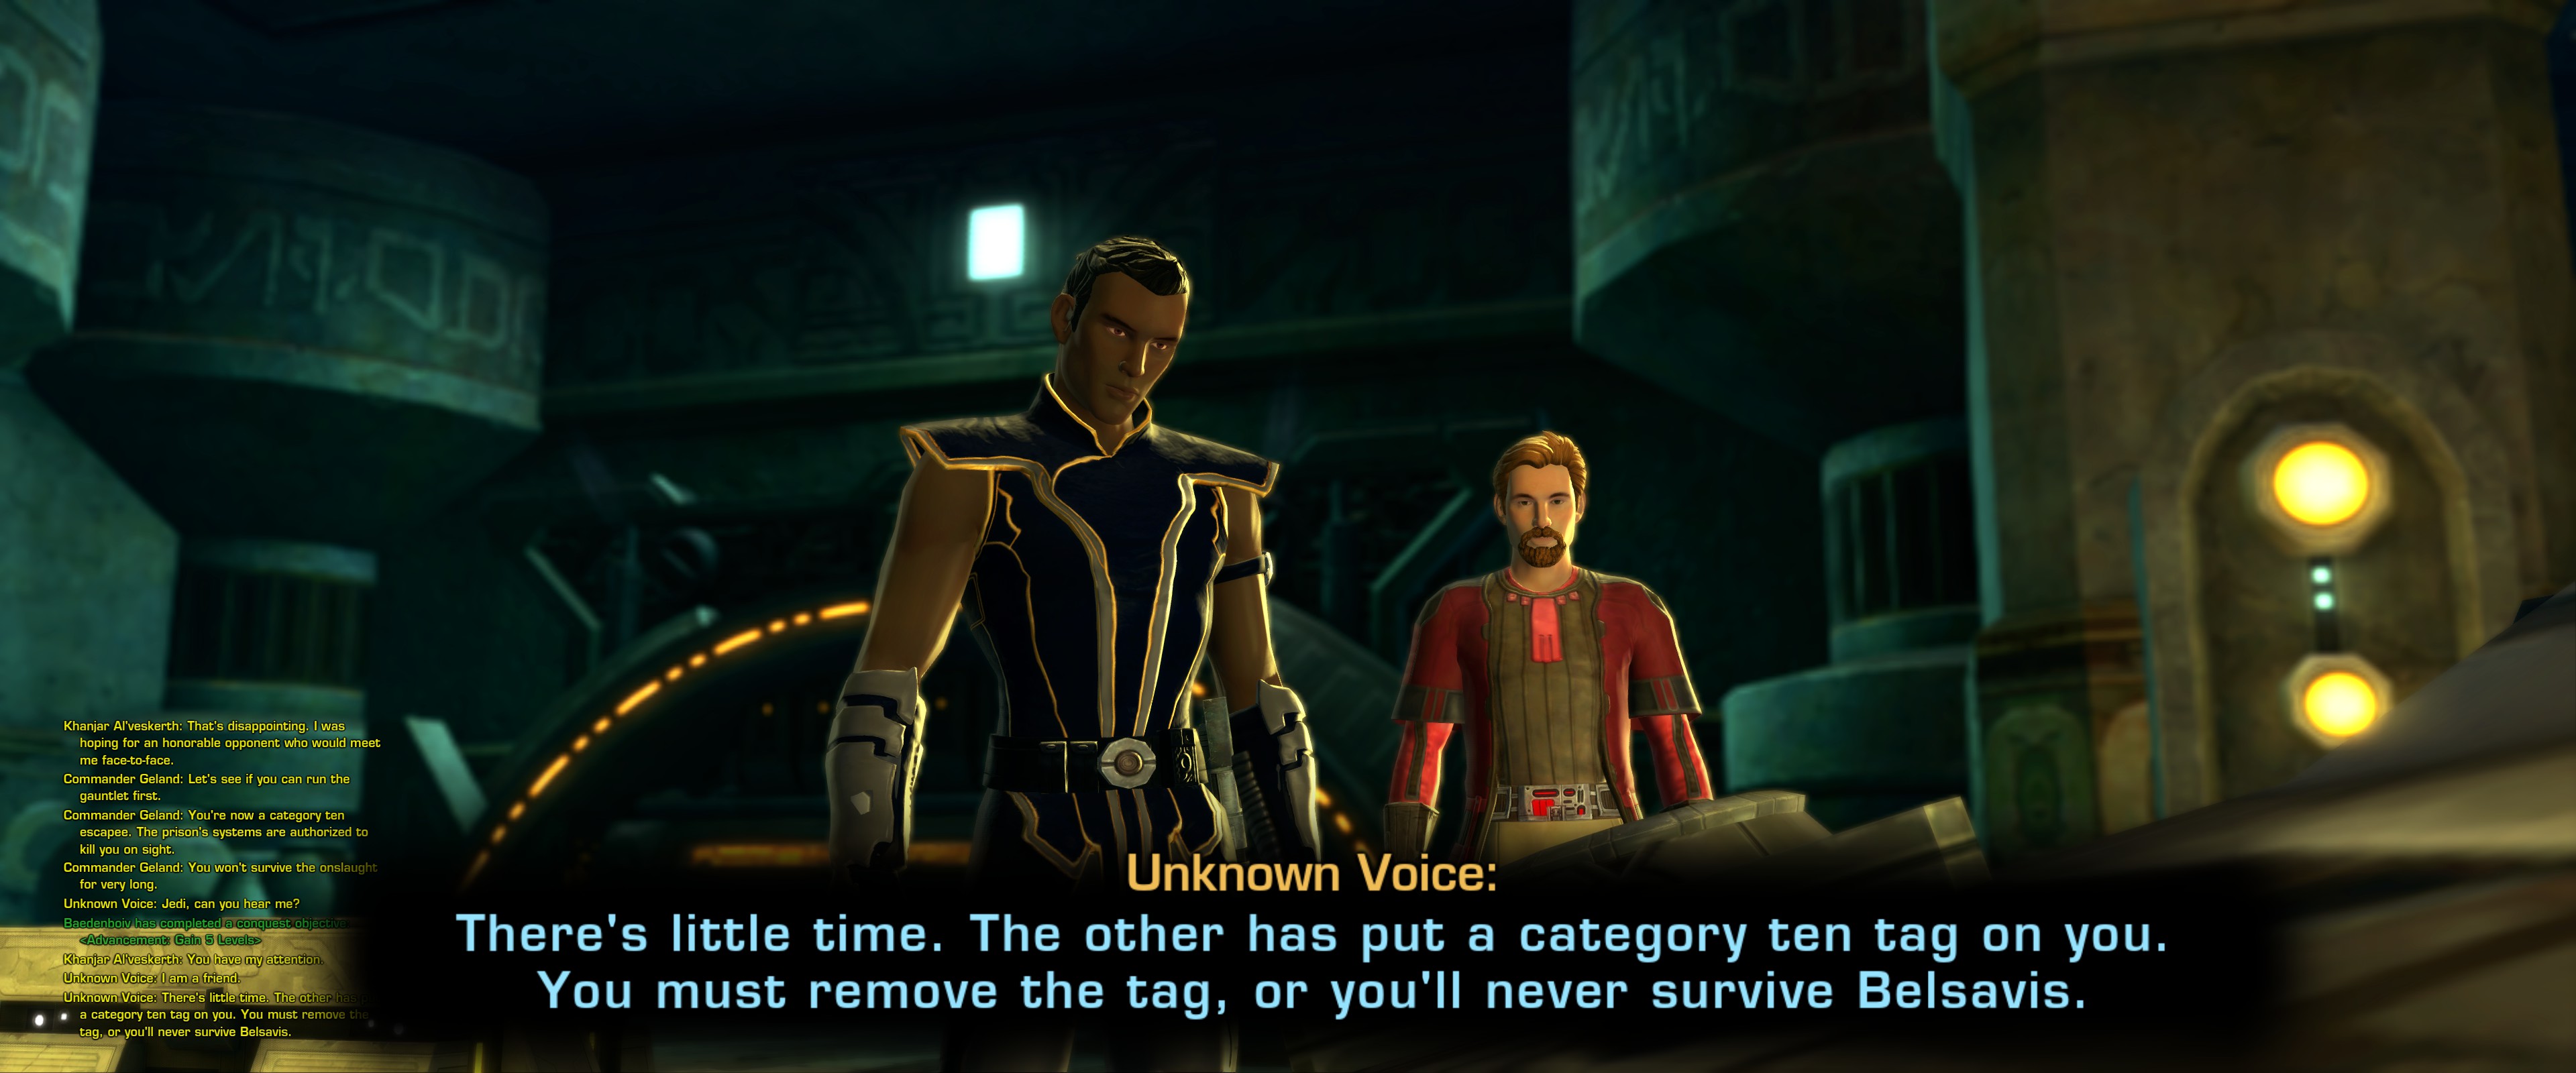 Khanjar Al'veskerth: That's disappointing. I was
hoping for an honorable opponent who would meet
me face-to-face.
Commander Geland: Let's see if you can run the
gauntlet first.
Commander Geland: You're now a category ten
escapee. The prison's systems are authorized to
kill you on sight.
Commander Geland: You won't survive the onslaught
for very long.
Unknown Voice: Jedi, can you hear me?
Baedenboiv has completed a conquest objective
<Advancement: Gain 5 Levels>
Khanjar Al'veskerth: You have my attention.
Unknown Voice: I am a friend.
Unknown Voice: There's little time. The other has
a category ten tag on you. You must remove the
tag, or you'll never survive Belsavis.
Unknown Voice:
There's little time. The other has put a category ten tag on you.
You must remove the tag, or you'll never survive Belsavis.